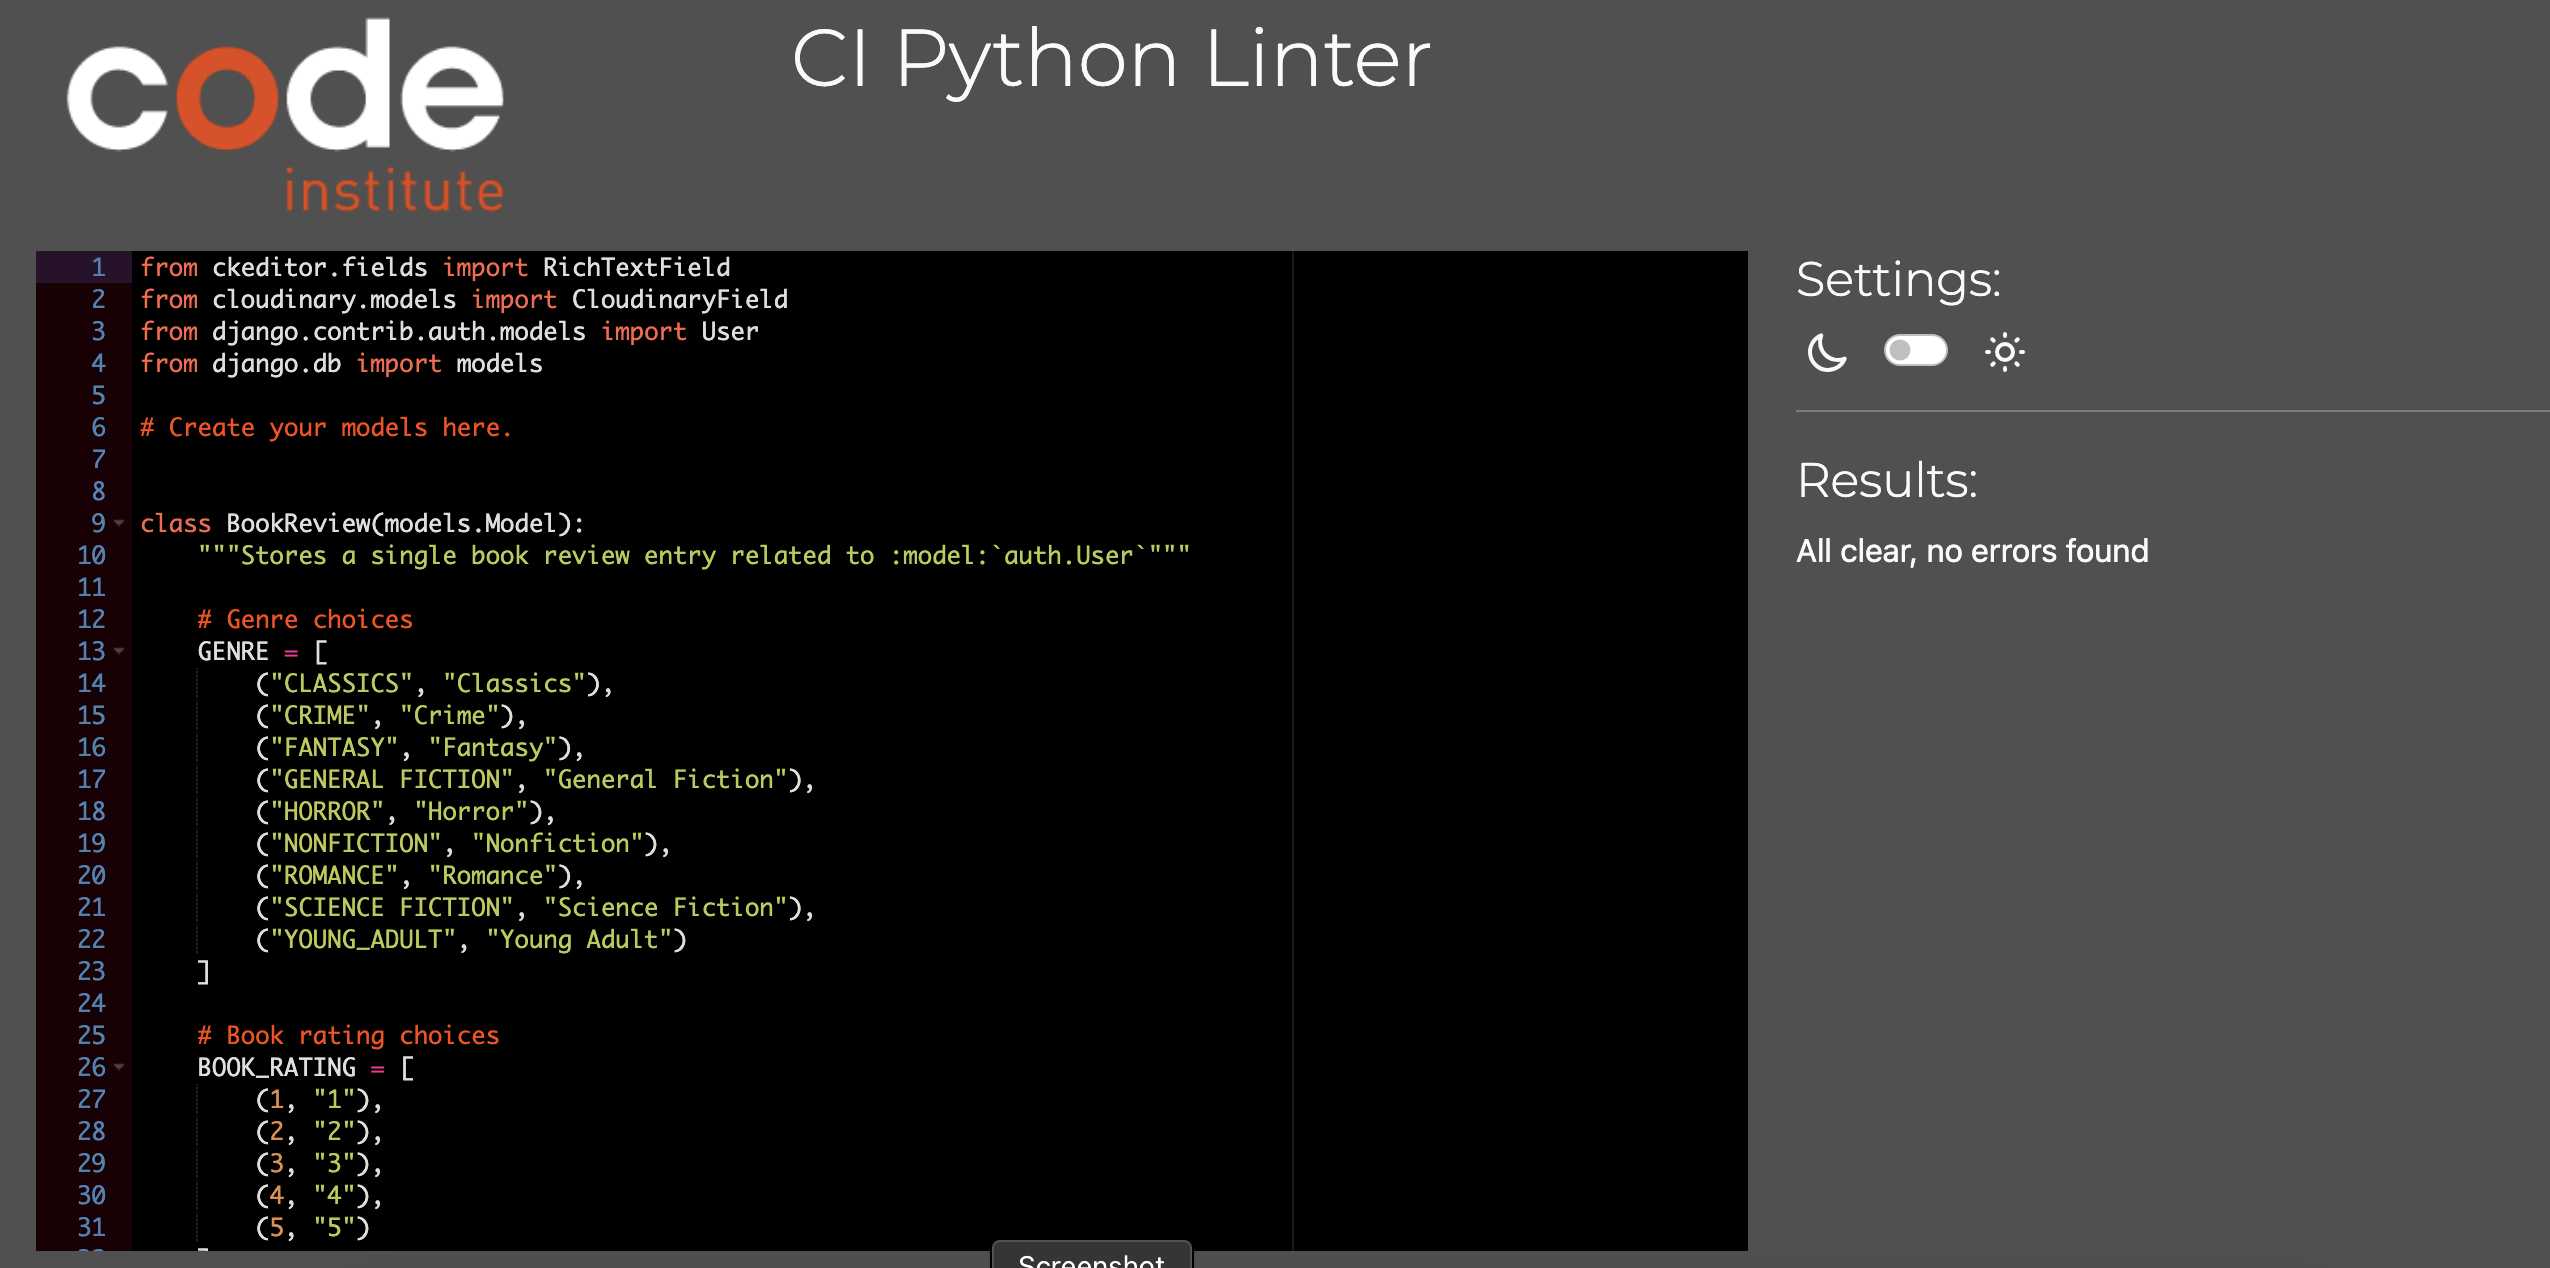 code
institute
CI Python Linter
1 from ckeditor.fields import RichTextField
2 from cloudinary.models import CloudinaryField
3 from django.contrib.auth.models import User
4 from django.db import models
5
6 # Create your models here.
7
8
9 class BookReview(models.Model):
10     """Stores a single book review entry related to :model:`auth.User`"""
11
12     # Genre choices
13     GENRE = [
14         ("CLASSICS", "Classics"),
15         ("CRIME", "Crime"),
16         ("FANTASY", "Fantasy"),
17         ("GENERAL FICTION", "General Fiction"),
18         ("HORROR", "Horror"),
19         ("NONFICTION", "Nonfiction"),
20         ("ROMANCE", "Romance"),
21         ("SCIENCE FICTION", "Science Fiction"),
22         ("YOUNG_ADULT", "Young Adult")
23     ]
24
25     # Book rating choices
26     BOOK_RATING = [
27         (1, "1"),
28         (2, "2"),
29         (3, "3"),
30         (4, "4"),
31         (5, "5")
Settings:
Results:
All clear, no errors found
Screenshot